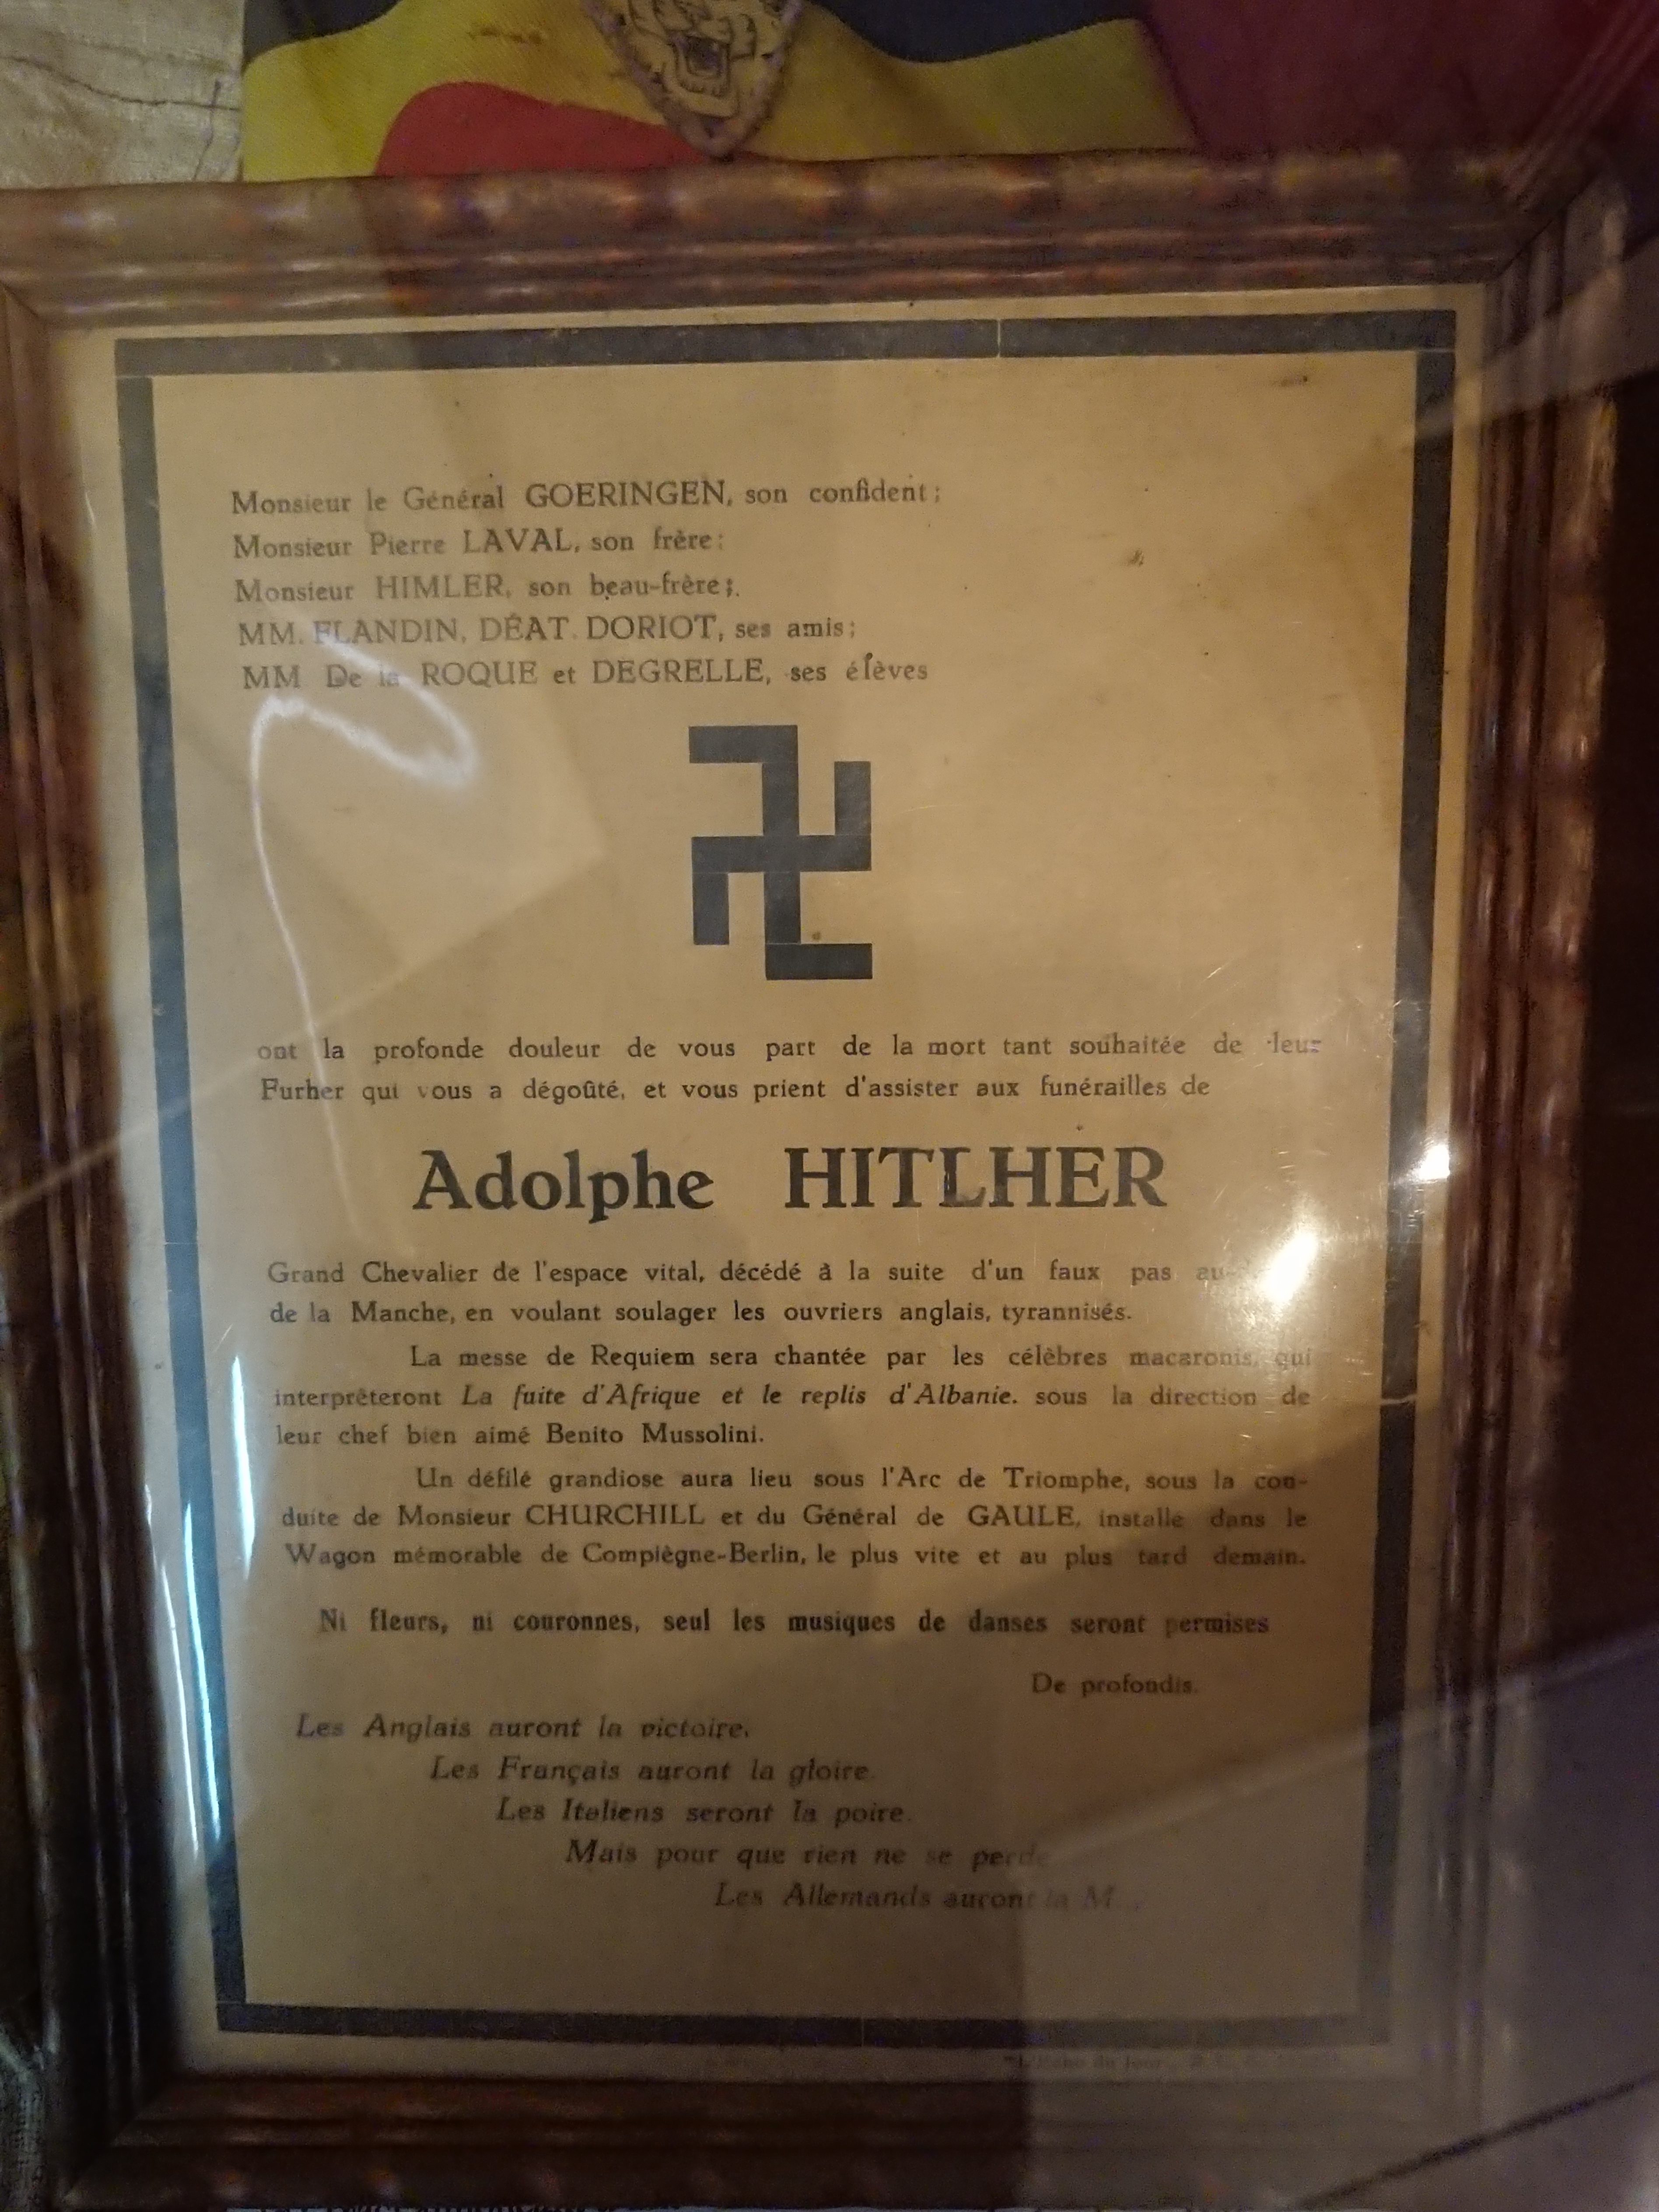 Monsieur le Général GOERINGEN, son confident ;
Monsieur Pierre LAVAL, son frère ;
Monsieur HIMLER, son beau-frère ;
MM. FLANDIN, DÉAT. DORIOT, ses amis ;
MM De la ROQUE et DEGRELLE, ses élèves
ont la profonde douleur de vous part de la mort tant souhaitée de leur
Furher qui vous a dégoûté, et vous prient d'assister aux funérailles de
Adolphe HITLHER
Grand Chevalier de l'espace vital, décédé à la suite d'un faux pas
de la Manche, en voulant soulager les ouvriers anglais, tyrannisés.
La messe de Requiem sera chantée par les célèbres macaronis, qui
interprêteront La fuite d'Afrique et le replis d'Albanie. sous la direction de
leur chef bien aimé Benito Mussolini.
Un défilé grandiose aura lieu sous l'Arc de Triomphe, sous la con-
duite de Monsieur CHURCHILL et du Général de GAULE, installe dans le
Wagon mémorable de Compiègne-Berlin, le plus vite et au plus tard demain.
Ni fleurs, ni couronnes, seul les musiques de danses seront permises
De profondis.
Les Anglais auront la victoire.
Les Français auront la gloire.
Les Italiens seront la poire.
Mais pour que rien ne se perde
Les Allemands auront la M...